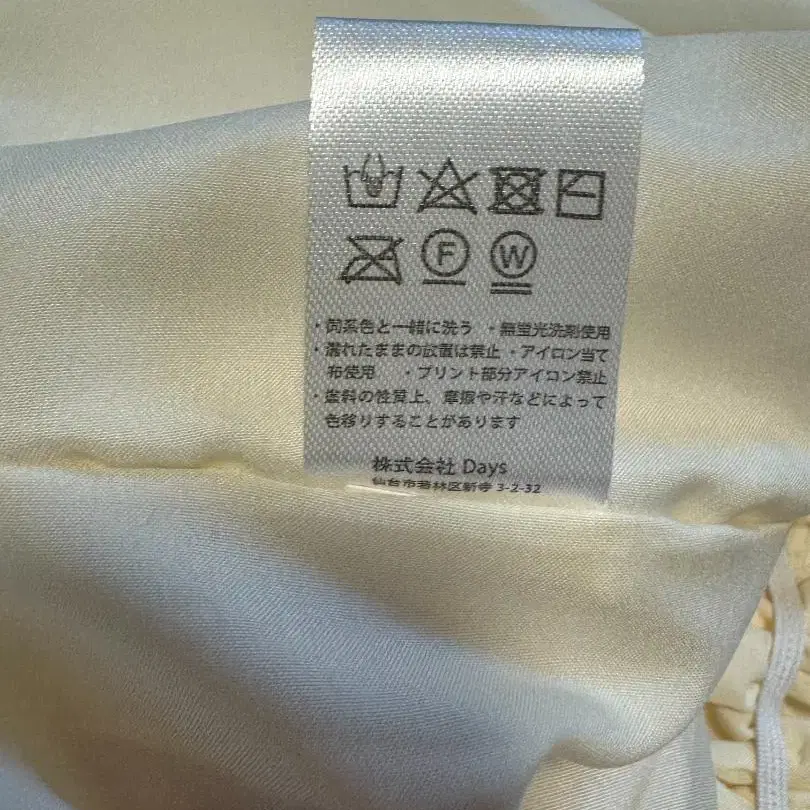 F W
・同系色と一緒に洗う ・無蛍光洗剤使用
・濡れたままの放置は禁止 ・アイロン当て
布使用 ・プリント部分アイロン禁止
・染料の性質上、摩擦や汗などによって
色移りすることがあります
株式会社 Days
仙台市若林区新寺 3-2-32